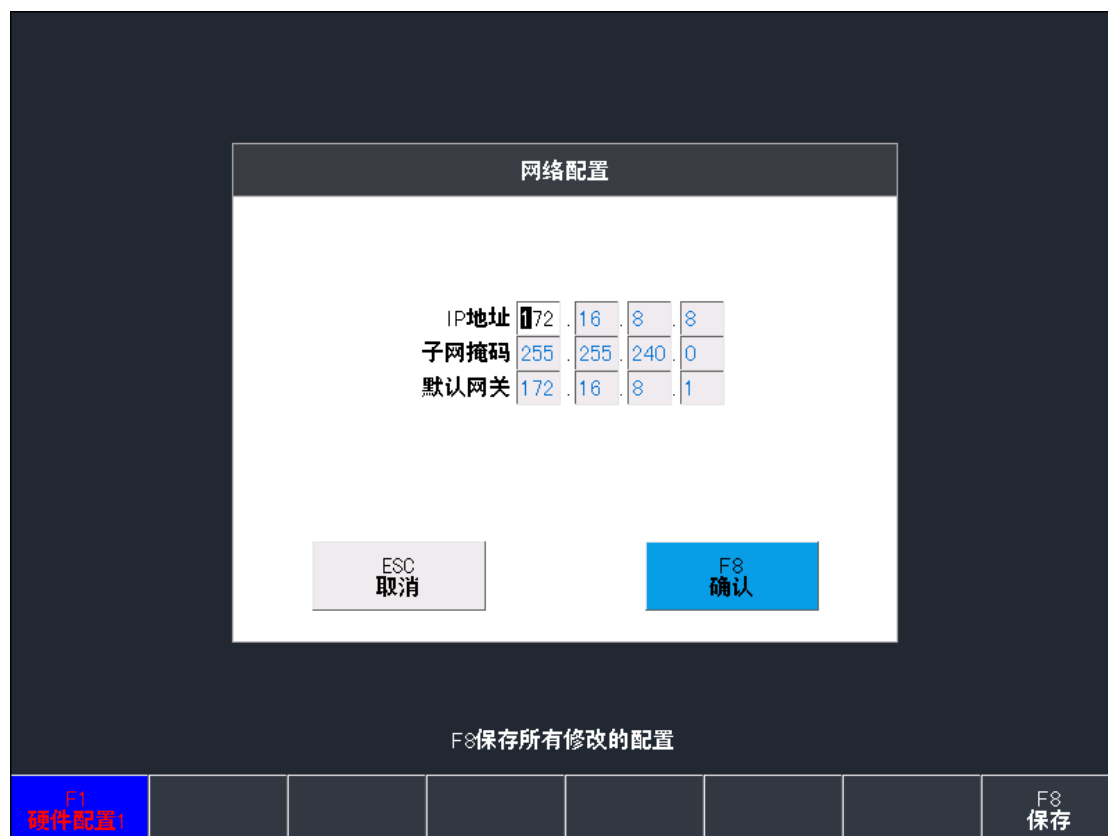 网络配置
IP地址 172 . 16 . 8 . 8
子网掩码 255 . 255 . 240 . 0
默认网关 172 . 16 . 8 . 1
ESC
取消
F8
确认
F8保存所有修改的配置
F1
硬件配置1
F8
保存